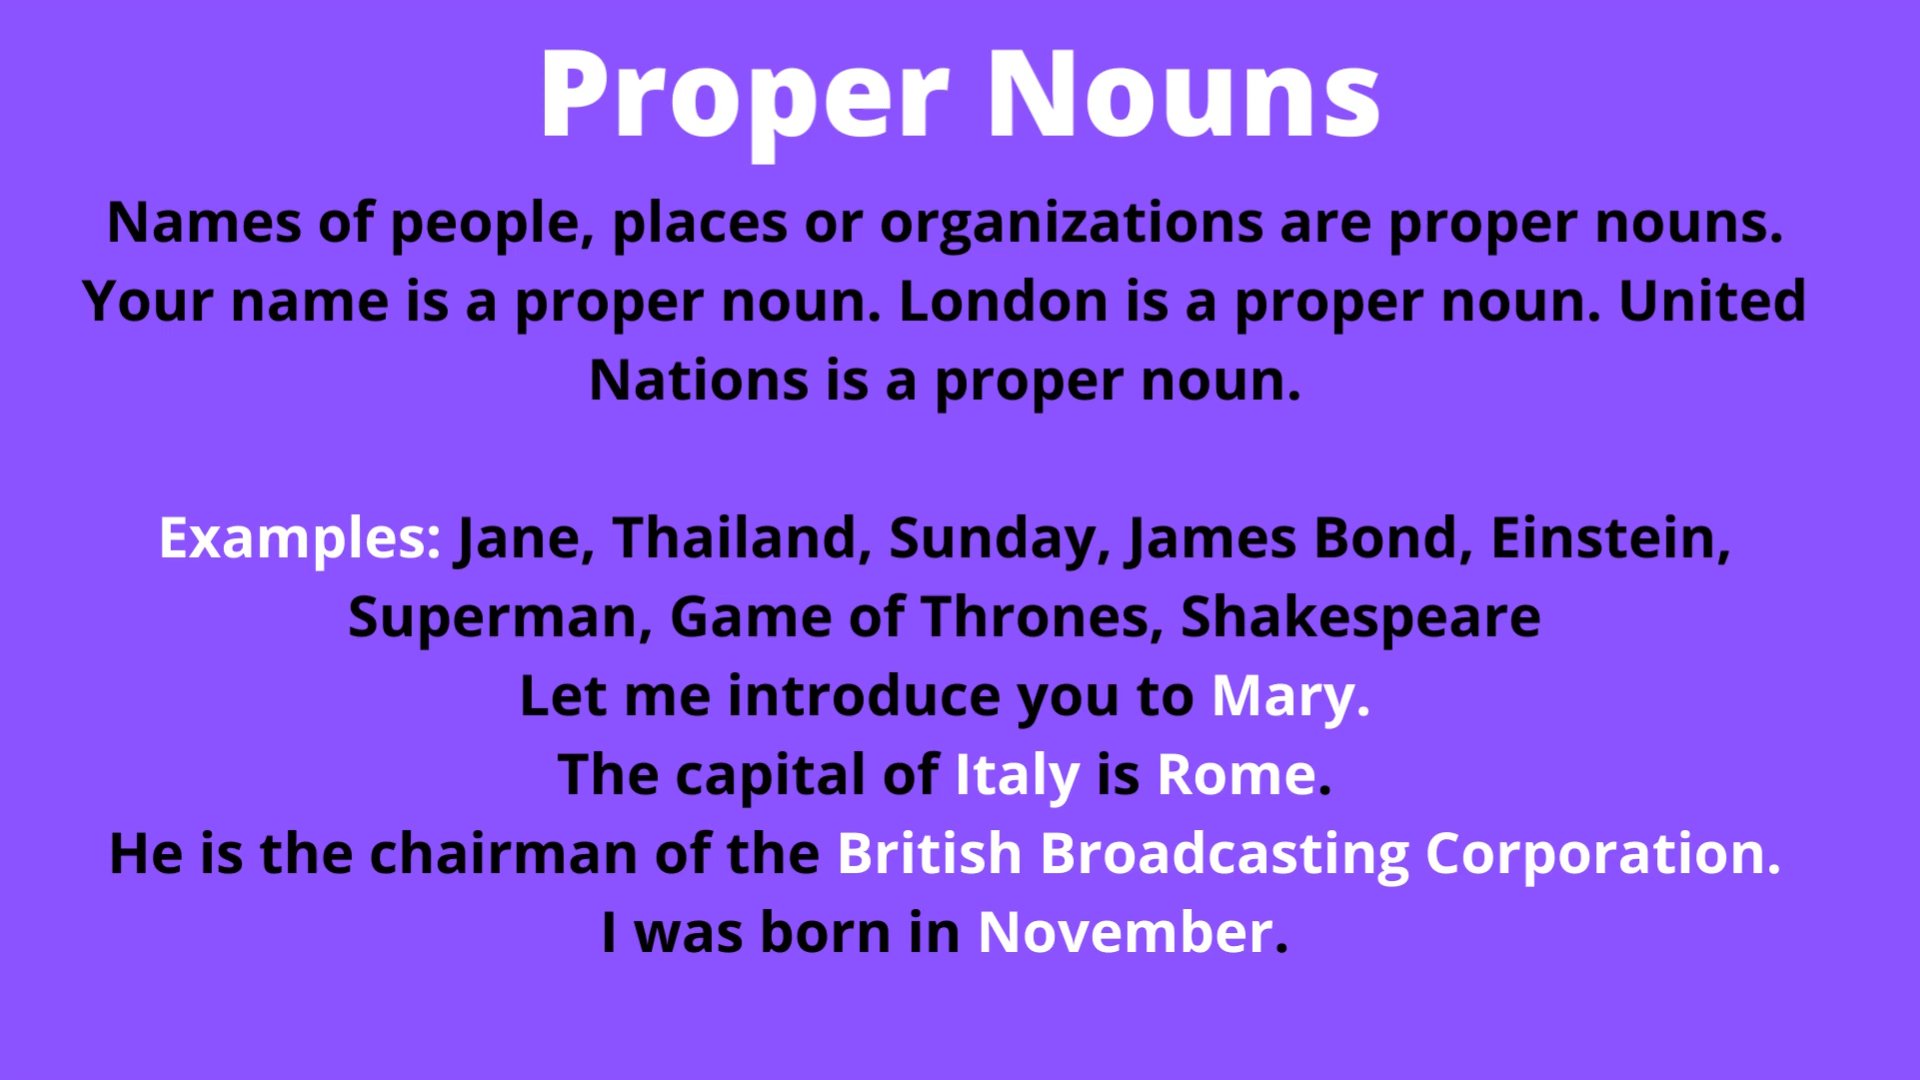 Proper Nouns
Names of people, places or organizations are proper nouns.
Your name is a proper noun. London is a proper noun. United
Nations is a proper noun.
Examples: Jane, Thailand, Sunday, James Bond, Einstein,
Superman, Game of Thrones, Shakespeare
Let me introduce you to Mary.
The capital of Italy is Rome.
He is the chairman of the British Broadcasting Corporation.
I was born in November.